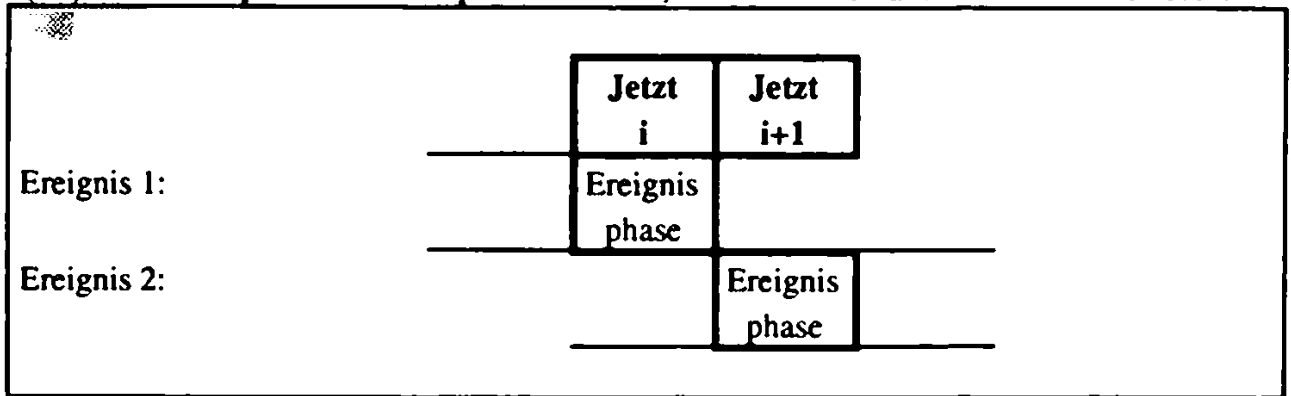 Jetzt Jetzt
i i+1
Ereignis 1: Ereignis
phase
Ereignis 2: Ereignis
phase